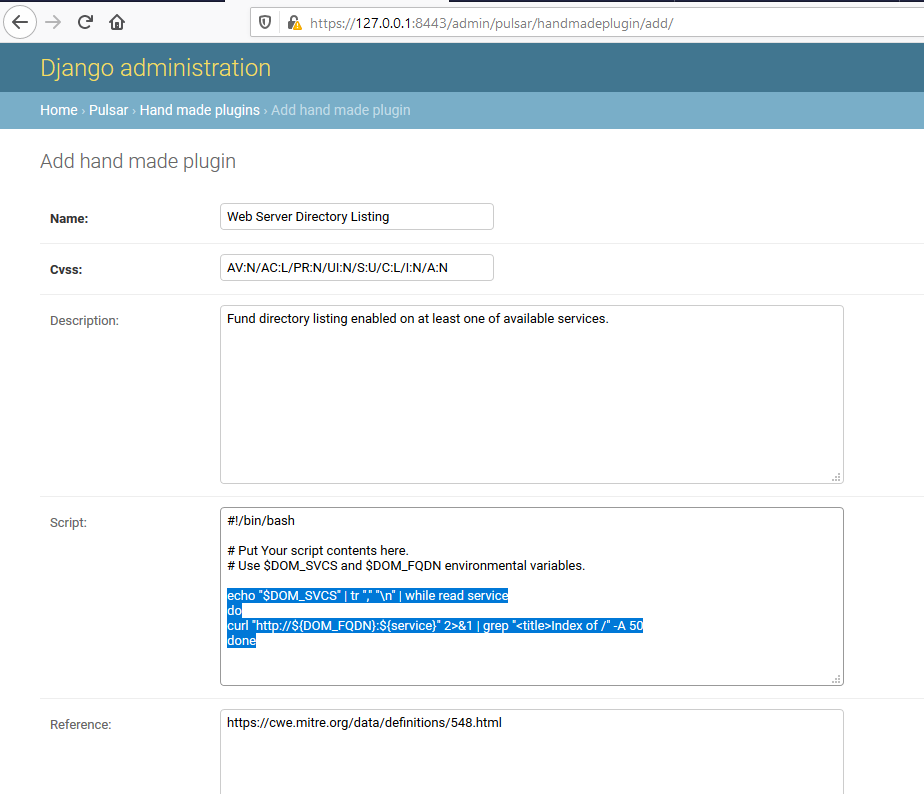 https://127.0.0.1:8443/admin/pulsar/handmadeplugin/add/
Django administration
Home › Pulsar › Hand made plugins › Add hand made plugin
Add hand made plugin
Name:
Web Server Directory Listing
Cvss:
AV:N/AC:L/PR:N/UI:N/S:U/C:L/I:N/A:N
Description:
Fund directory listing enabled on at least one of available services.
Script:
#!/bin/bash
# Put Your script contents here.
# Use $DOM_SVCS and $DOM_FQDN environmental variables.
echo "$DOM_SVCS" | tr "," "\n" | while read service
do
curl "http://${DOM_FQDN}:${service}" 2>&1 | grep "<title>Index of /" -A 50
done
Reference:
https://cwe.mitre.org/data/definitions/548.html